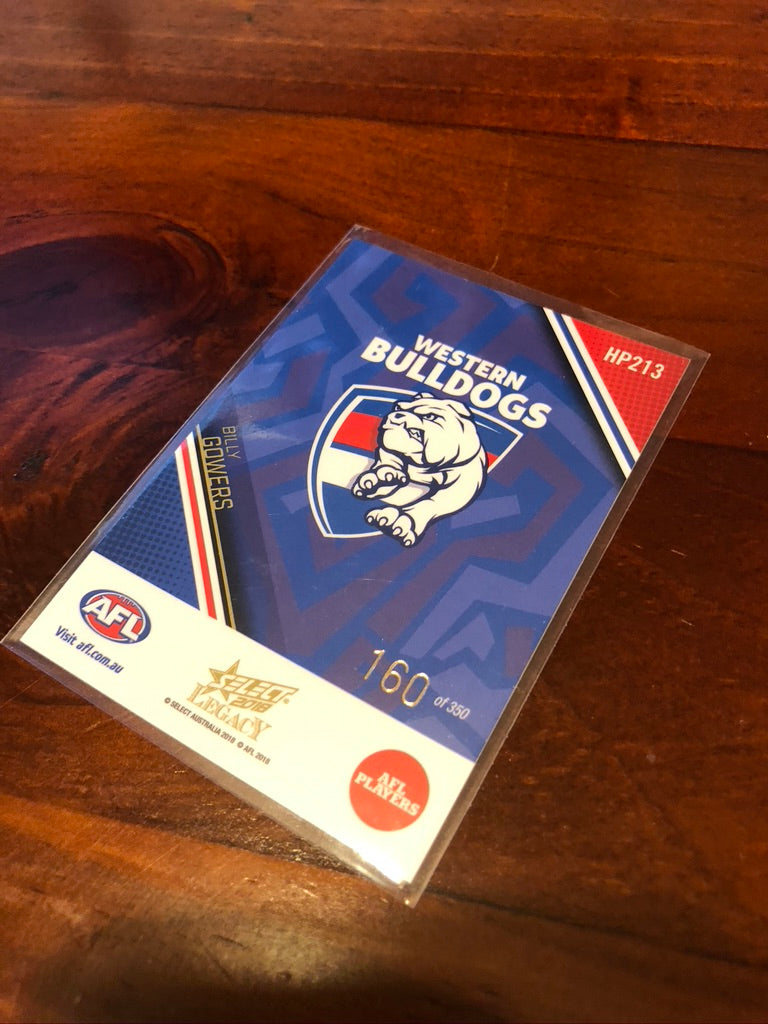 HP213
WESTERN
BULLDOGS
BILLY
GOWERS
AFL
Visit afl.com.au
160 of 350
SELECT
2018
LEGACY
© SELECT AUSTRALIA 2018 © AFL 2018
AFL
PLAYERS